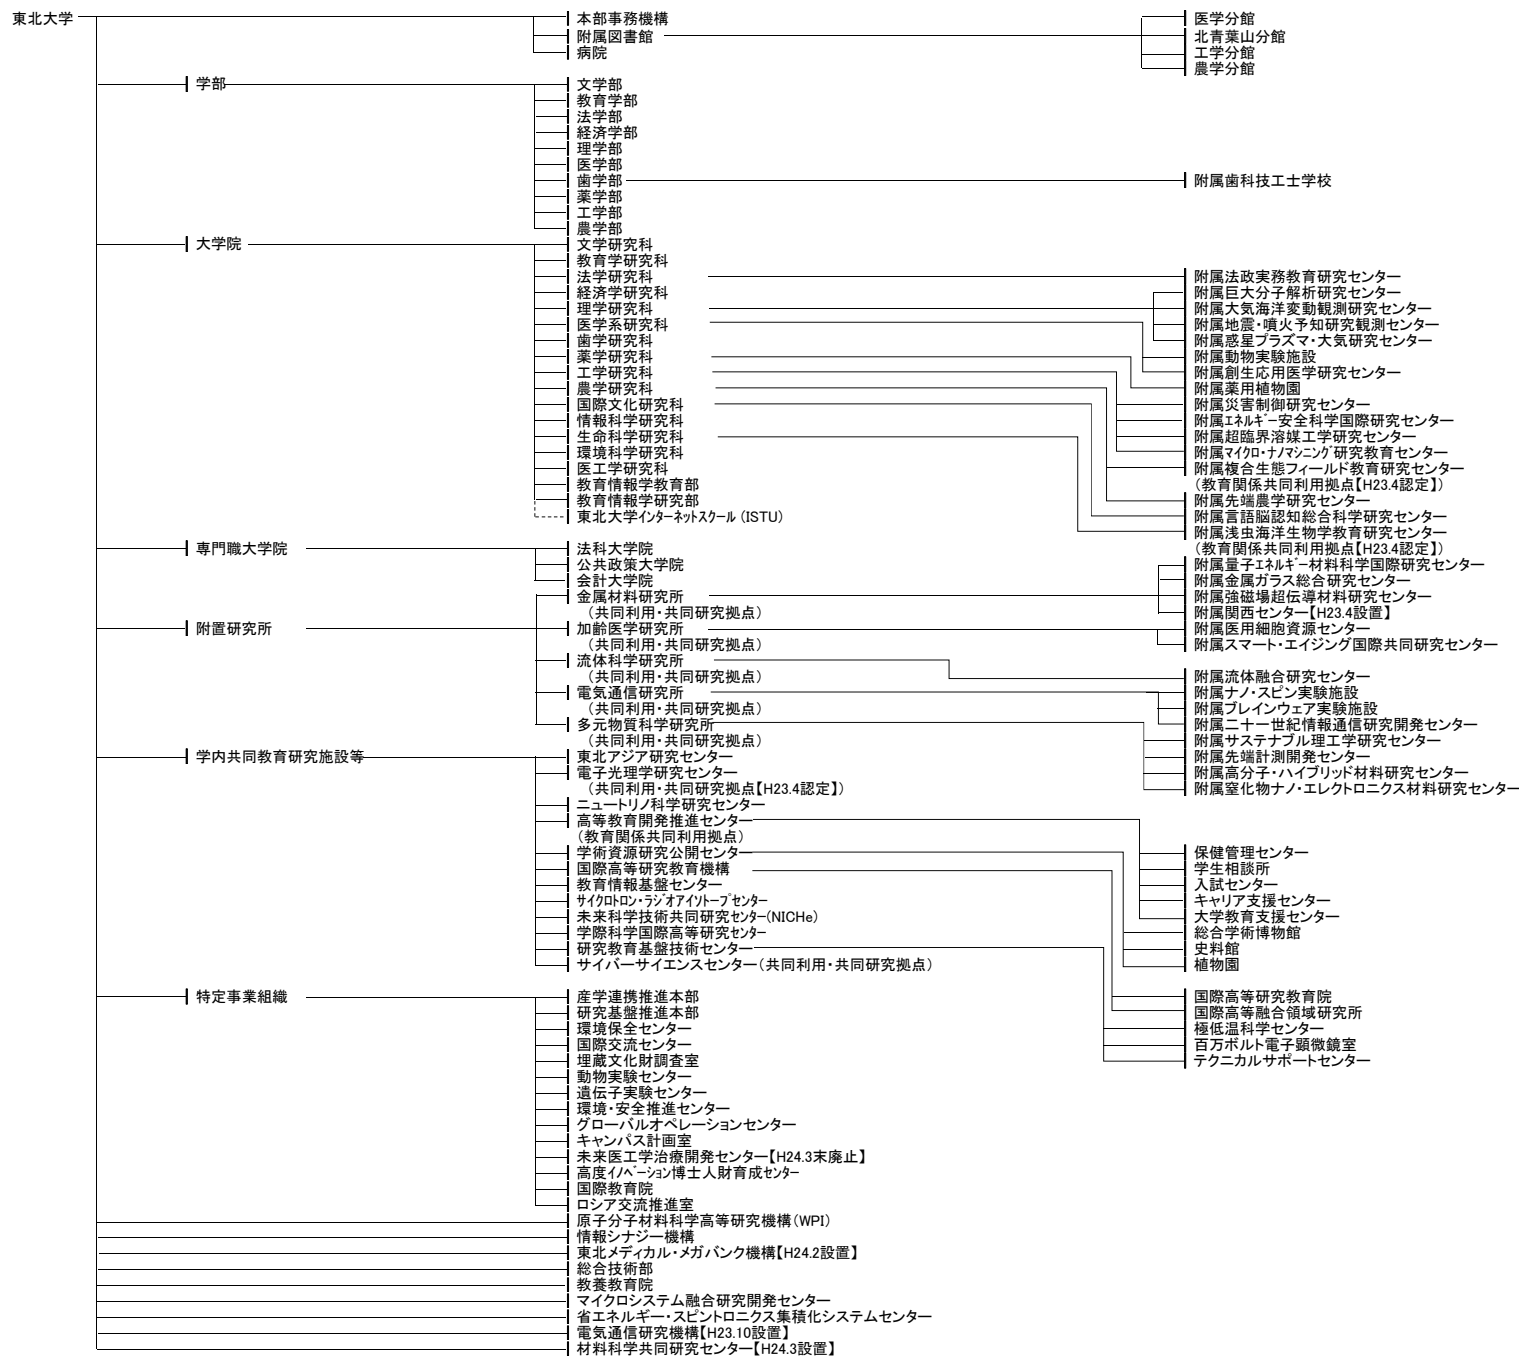 東北大学
本部事務機構
附属図書館
病院
医学分館
北青葉山分館
工学分館
農学分館
学部
文学部
教育学部
法学部
経済学部
理学部
医学部
歯学部
附属歯科技工士学校
薬学部
工学部
農学部
大学院
文学研究科
教育学研究科
法学研究科
経済学研究科
理学研究科
医学系研究科
歯学研究科
薬学研究科
工学研究科
農学研究科
国際文化研究科
情報科学研究科
生命科学研究科
環境科学研究科
医工学研究科
教育情報学教育部
教育情報学研究部
東北大学インターネットスクール(ISTU)
附属法政実務教育研究センター
附属巨大分子解析研究センター
附属大気海洋変動観測研究センター
附属地震・噴火予知研究観測センター
附属惑星プラズマ・大気研究センター
附属動物実験施設
附属創生応用医学研究センター
附属薬用植物園
附属災害制御研究センター
附属エネルギー安全科学国際研究センター
附属超臨界溶媒工学研究センター
附属マイクロ・ナノマシニング研究教育センター
附属複合生態フィールド教育研究センター
(教育関係共同利用拠点【H23.4認定】)
附属先端農学研究センター
附属言語脳認知総合科学研究センター
附属浅虫海洋生物学教育研究センター
(教育関係共同利用拠点【H23.4認定】)
専門職大学院
法科大学院
公共政策大学院
会計大学院
附置研究所
金属材料研究所
(共同利用・共同研究拠点)
加齢医学研究所
(共同利用・共同研究拠点)
流体科学研究所
(共同利用・共同研究拠点)
電気通信研究所
(共同利用・共同研究拠点)
多元物質科学研究所
(共同利用・共同研究拠点)
附属量子エネルギー材料科学国際研究センター
附属金属ガラス総合研究センター
附属強磁場超伝導材料研究センター
附属関西センター【H23.4設置】
附属医用細胞資源センター
附属スマート・エイジング国際共同研究センター
附属流体融合研究センター
附属ナノ・スピン実験施設
附属ブレインウェア実験施設
附属二十一世紀情報通信研究開発センター
附属サステナブル理工学研究センター
附属先端計測開発センター
附属高分子・ハイブリッド材料研究センター
附属窒化物ナノ・エレクトロニクス材料研究センター
学内共同教育研究施設等
東北アジア研究センター
電子光理学研究センター
(共同利用・共同研究拠点【H23.4認定】)
ニュートリノ科学研究センター
高等教育開発推進センター
(教育関係共同利用拠点)
学術資源研究公開センター
国際高等研究教育機構
教育情報基盤センター
サイクロトロン・ラジオアイソトープセンター
未来科学技術共同研究センター(NICHe)
学際科学国際高等研究センター
研究教育基盤技術センター
サイバーサイエンスセンター(共同利用・共同研究拠点)
保健管理センター
学生相談所
入試センター
キャリア支援センター
大学教育支援センター
総合学術博物館
史料館
植物園
国際高等研究教育院
国際高等融合領域研究所
極低温科学センター
百万ボルト電子顕微鏡室
テクニカルサポートセンター
特定事業組織
産学連携推進本部
研究基盤推進本部
環境保全センター
国際交流センター
埋蔵文化財調査室
動物実験センター
遺伝子実験センター
環境・安全推進センター
グローバルオペレーションセンター
キャンパス計画室
未来医工学治療開発センター【H24.3末廃止】
高度イノベーション博士人財育成センター
国際教育院
ロシア交流推進室
原子分子材料科学高等研究機構(WPI)
情報シナジー機構
東北メディカル・メガバンク機構【H24.2設置】
総合技術部
教養教育院
マイクロシステム融合研究開発センター
省エネルギー・スピントロニクス集積化システムセンター
電気通信研究機構【H23.10設置】
材料科学共同研究センター【H24.3設置】